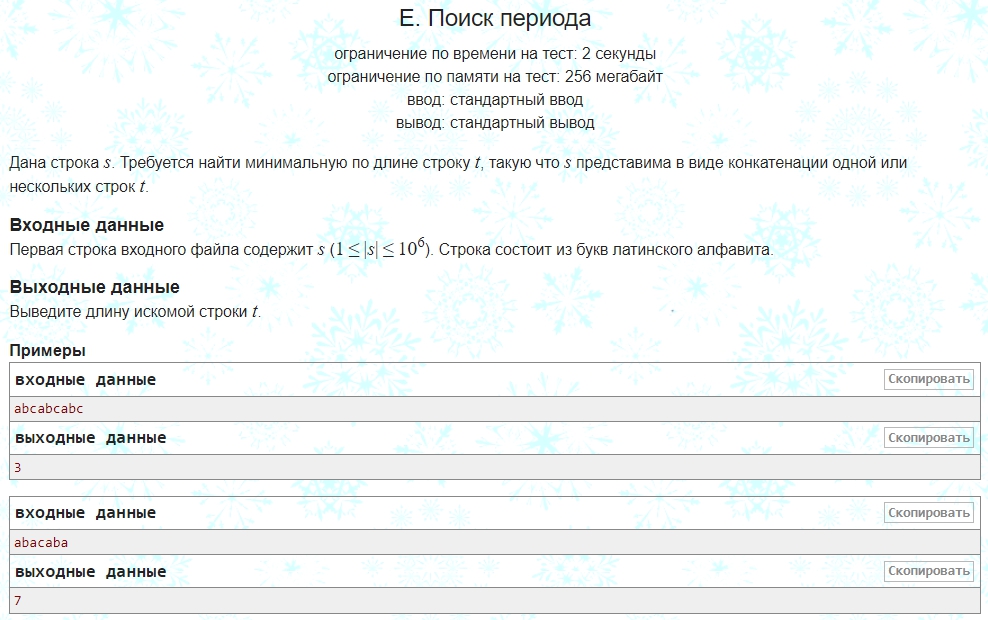 E. Поиск периода
ограничение по времени на тест: 2 секунды
ограничение по памяти на тест: 256 мегабайт
ввод: стандартный ввод
вывод: стандартный вывод
Дана строка s. Требуется найти минимальную по длине строку t, такую что s представима в виде конкатенации одной или
нескольких строк t.
Входные данные
Первая строка входного файла содержит s (1 ≤ |s| ≤ 10⁶). Строка состоит из букв латинского алфавита.
Выходные данные
Выведите длину искомой строки t.
Примеры
входные данные Скопировать
abcabcabc
выходные данные Скопировать
3
входные данные Скопировать
abacaba
выходные данные Скопировать
7